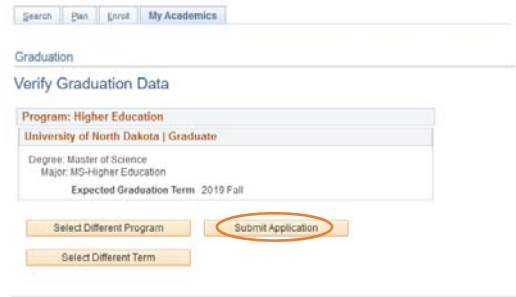 Search Plan Enroll My Academics
Graduation
Verify Graduation Data
Program: Higher Education
University of North Dakota | Graduate
Degree: Master of Science
Major: MS-Higher Education
Expected Graduation Term 2019 Fall
Select Different Program Submit Application
Select Different Term